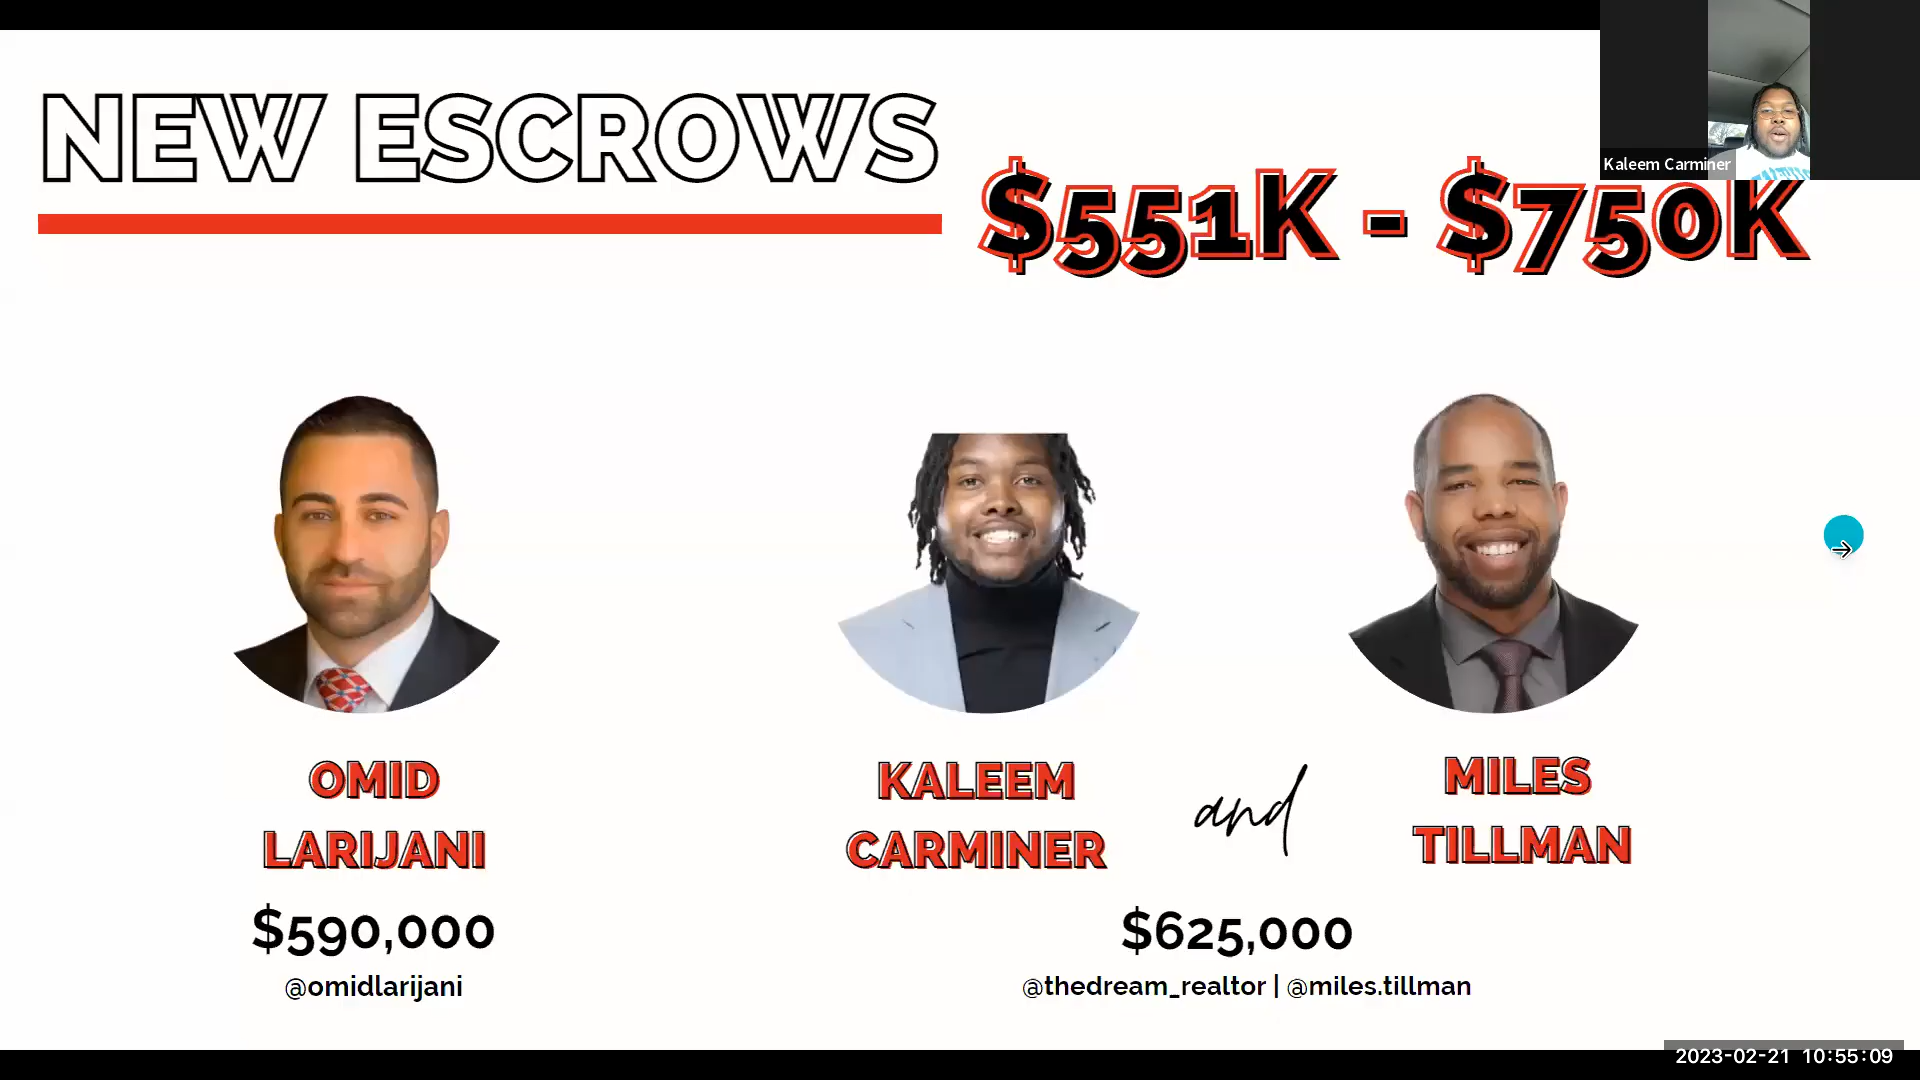 NEW ESCROWS
$551K - $750K
Kaleem Carminer
OMID
LARIJANI
$590,000
@omidlarijani
KALEEM
CARMINER
and
MILES
TILLMAN
$625,000
@thedream_realtor | @miles.tillman
2023-02-21 10:55:09